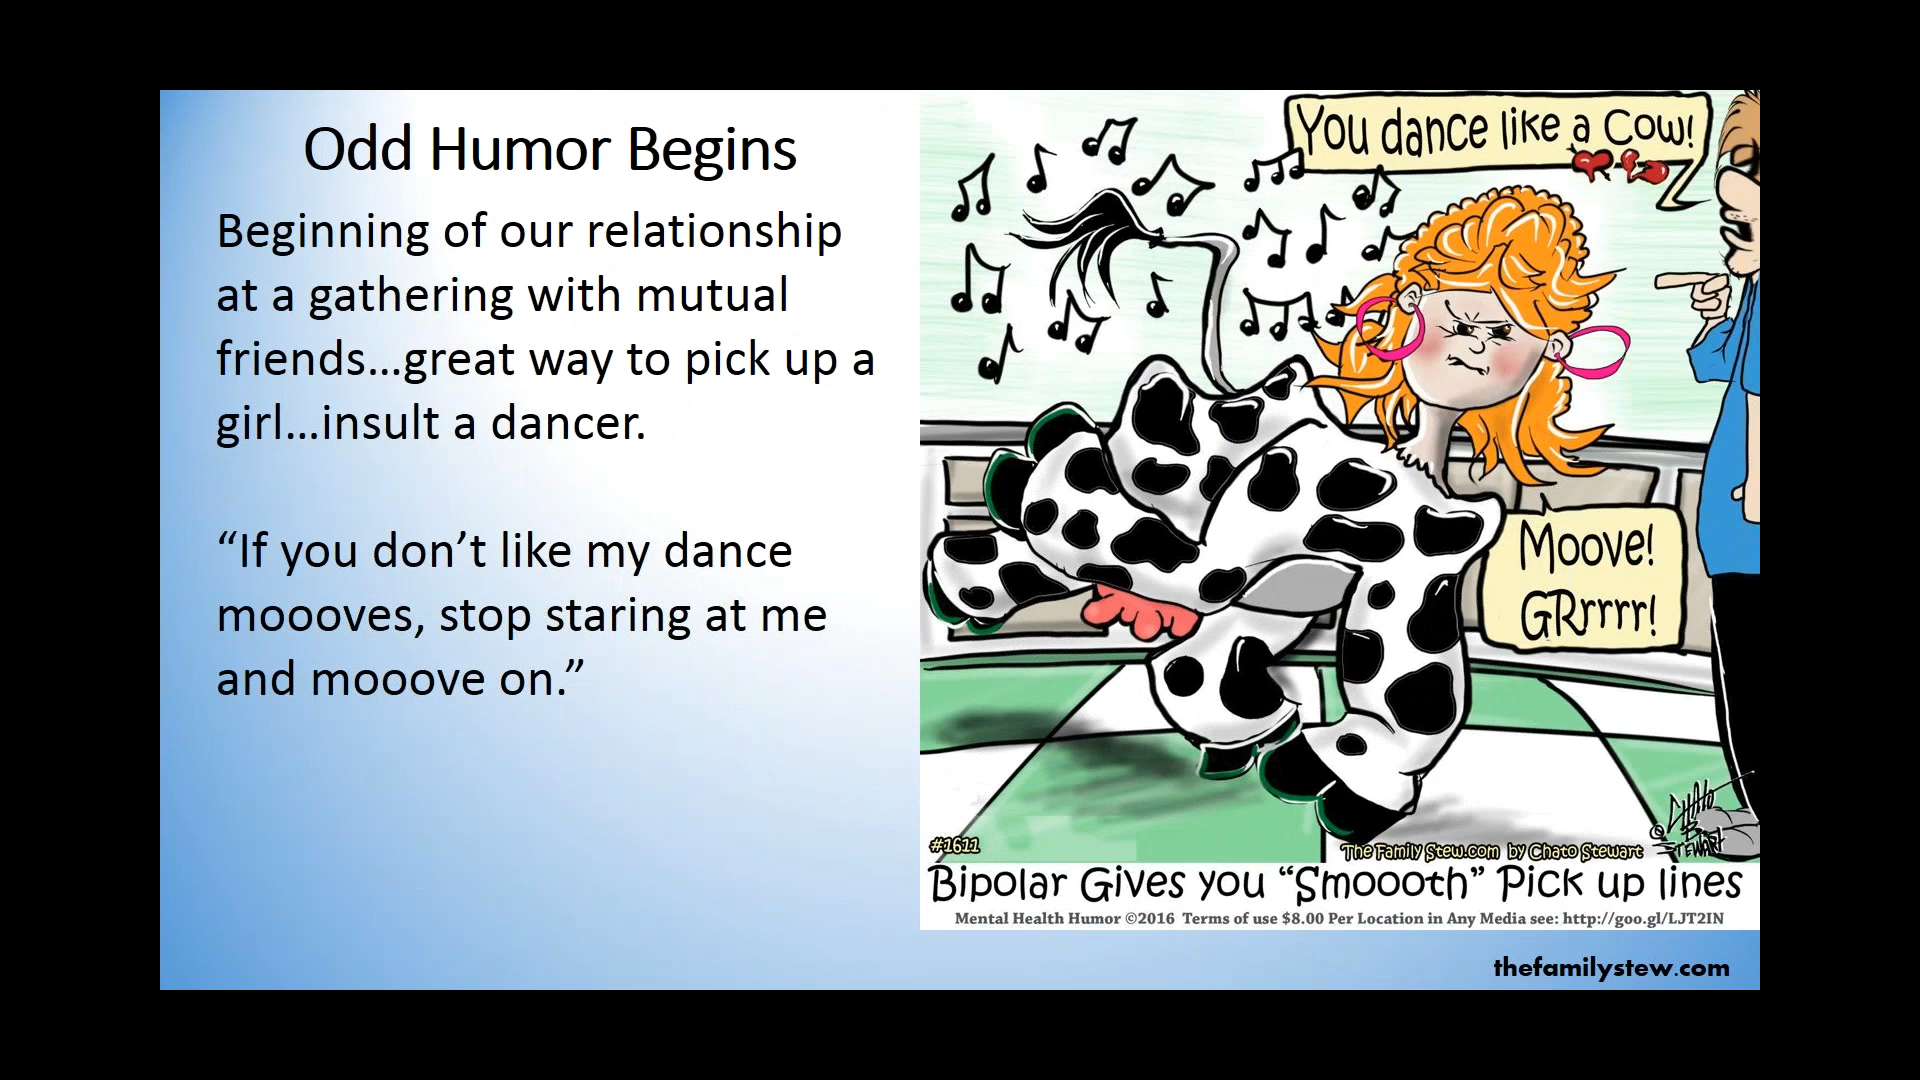 Odd Humor Begins
Beginning of our relationship
at a gathering with mutual
friends…great way to pick up a
girl…insult a dancer.
“If you don’t like my dance
moooves, stop staring at me
and mooove on.”
You dance like a Cow!
Moove!
GRrrrr!
#1611
The Family Stew.com by Chato Stewart
© CHATO
B.
STEWART
Bipolar Gives you “Smoooth” Pick up lines
Mental Health Humor ©2016 Terms of use $8.00 Per Location in Any Media see: http://goo.gl/LJT2IN
thefamilystew.com